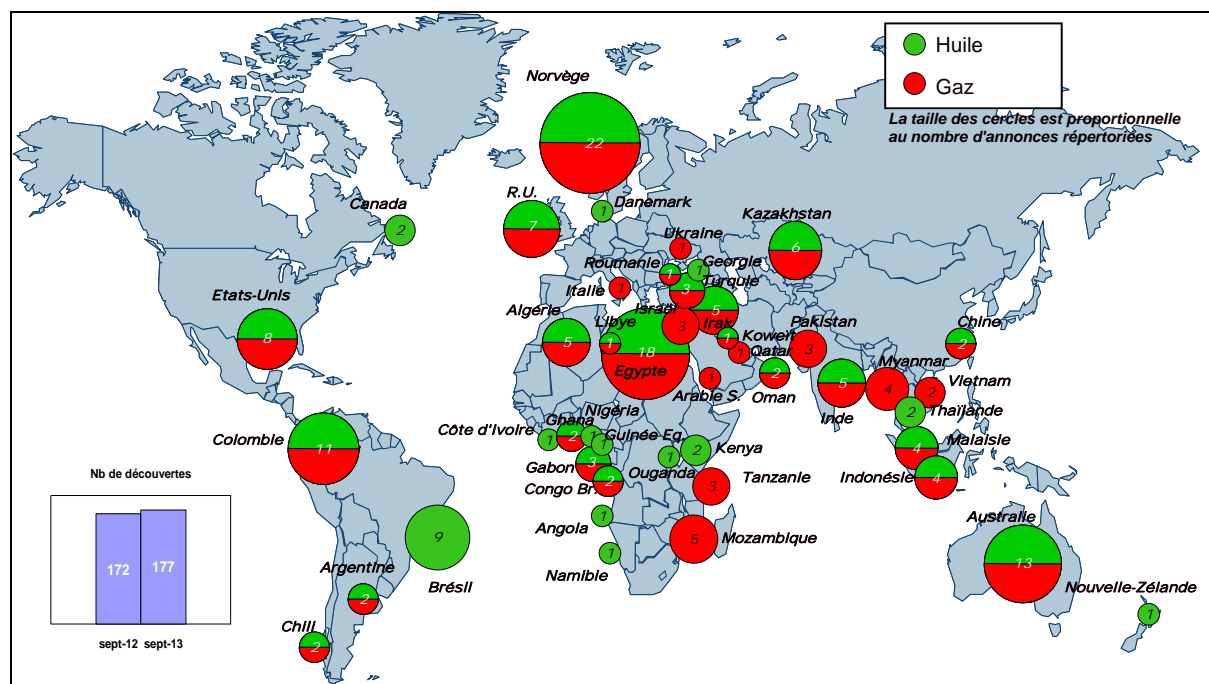 Huile
Gaz
La taille des cercles est proportionnelle
au nombre d'annonces répertoriées
Norvège
22
Canada
2
R.U.
7
Danemark
1
Kazakhstan
6
Ukraine
1
Roumanie
1
Georgie
1
Turquie
3
Italie
1
Etats-Unis
8
Algérie
5
Libye
1
Israël
3
Irak
5
Koweït
1
Qatar
1
Pakistan
3
Chine
2
Egypte
18
Arabie S.
1
Oman
2
Inde
5
Myanmar
4
Vietnam
2
Thaïlande
2
Colombie
11
Côte d'Ivoire
1
Ghana
2
Nigéria
1
Guinée Eq.
1
Gabon
3
Congo Br.
2
Ouganda
1
Kenya
2
Tanzanie
3
Malaisie
4
Indonésie
4
Angola
1
Mozambique
5
Namibie
1
Brésil
9
Argentine
2
Chili
2
Australie
13
Nouvelle-Zélande
1
Nb de découvertes
172
177
sept-12
sept-13